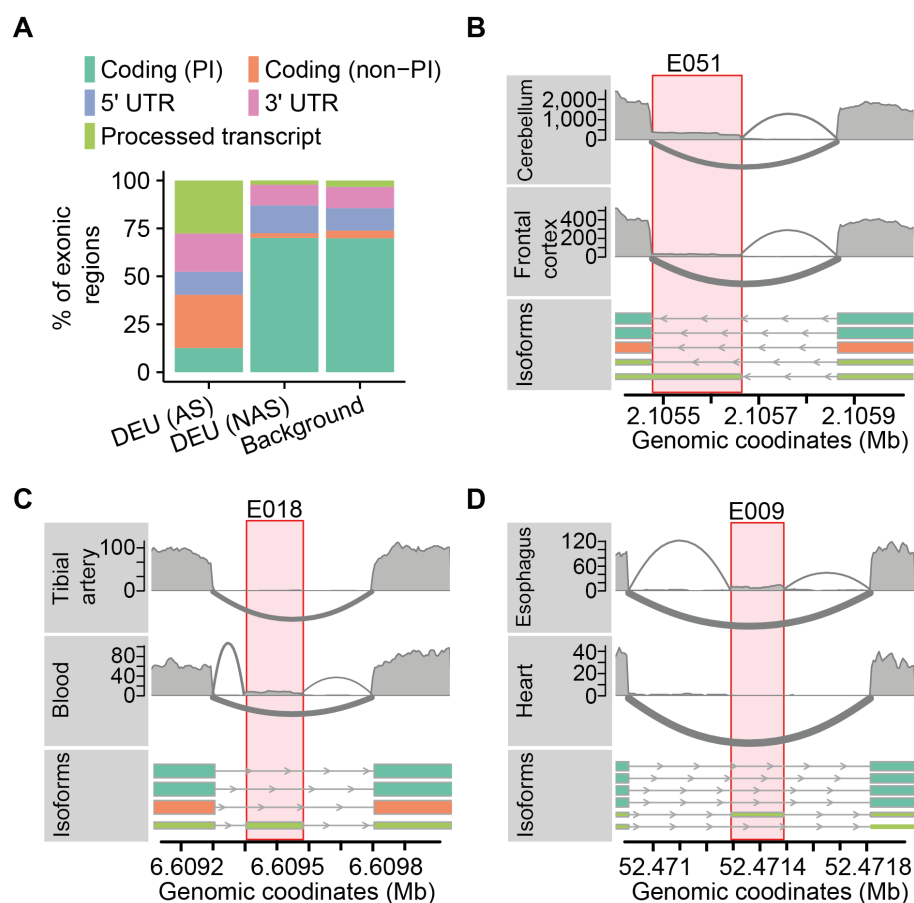 A
Coding (PI)
Coding (non−PI)
5' UTR
3' UTR
Processed transcript
% of exonic
regions
100
75
50
25
0
DEU (AS)
DEU (NAS)
Background
B
E051
Cerebellum
2,000
1,000
0
Frontal
cortex
400
200
0
Isoforms
2.1055
2.1057
2.1059
Genomic coodinates (Mb)
C
E018
Tibial
artery
100
0
Blood
80
40
0
Isoforms
6.6092
6.6095
6.6098
Genomic coodinates (Mb)
D
E009
Esophagus
120
60
0
Heart
40
20
0
Isoforms
52.471
52.4714
52.4718
Genomic coodinates (Mb)